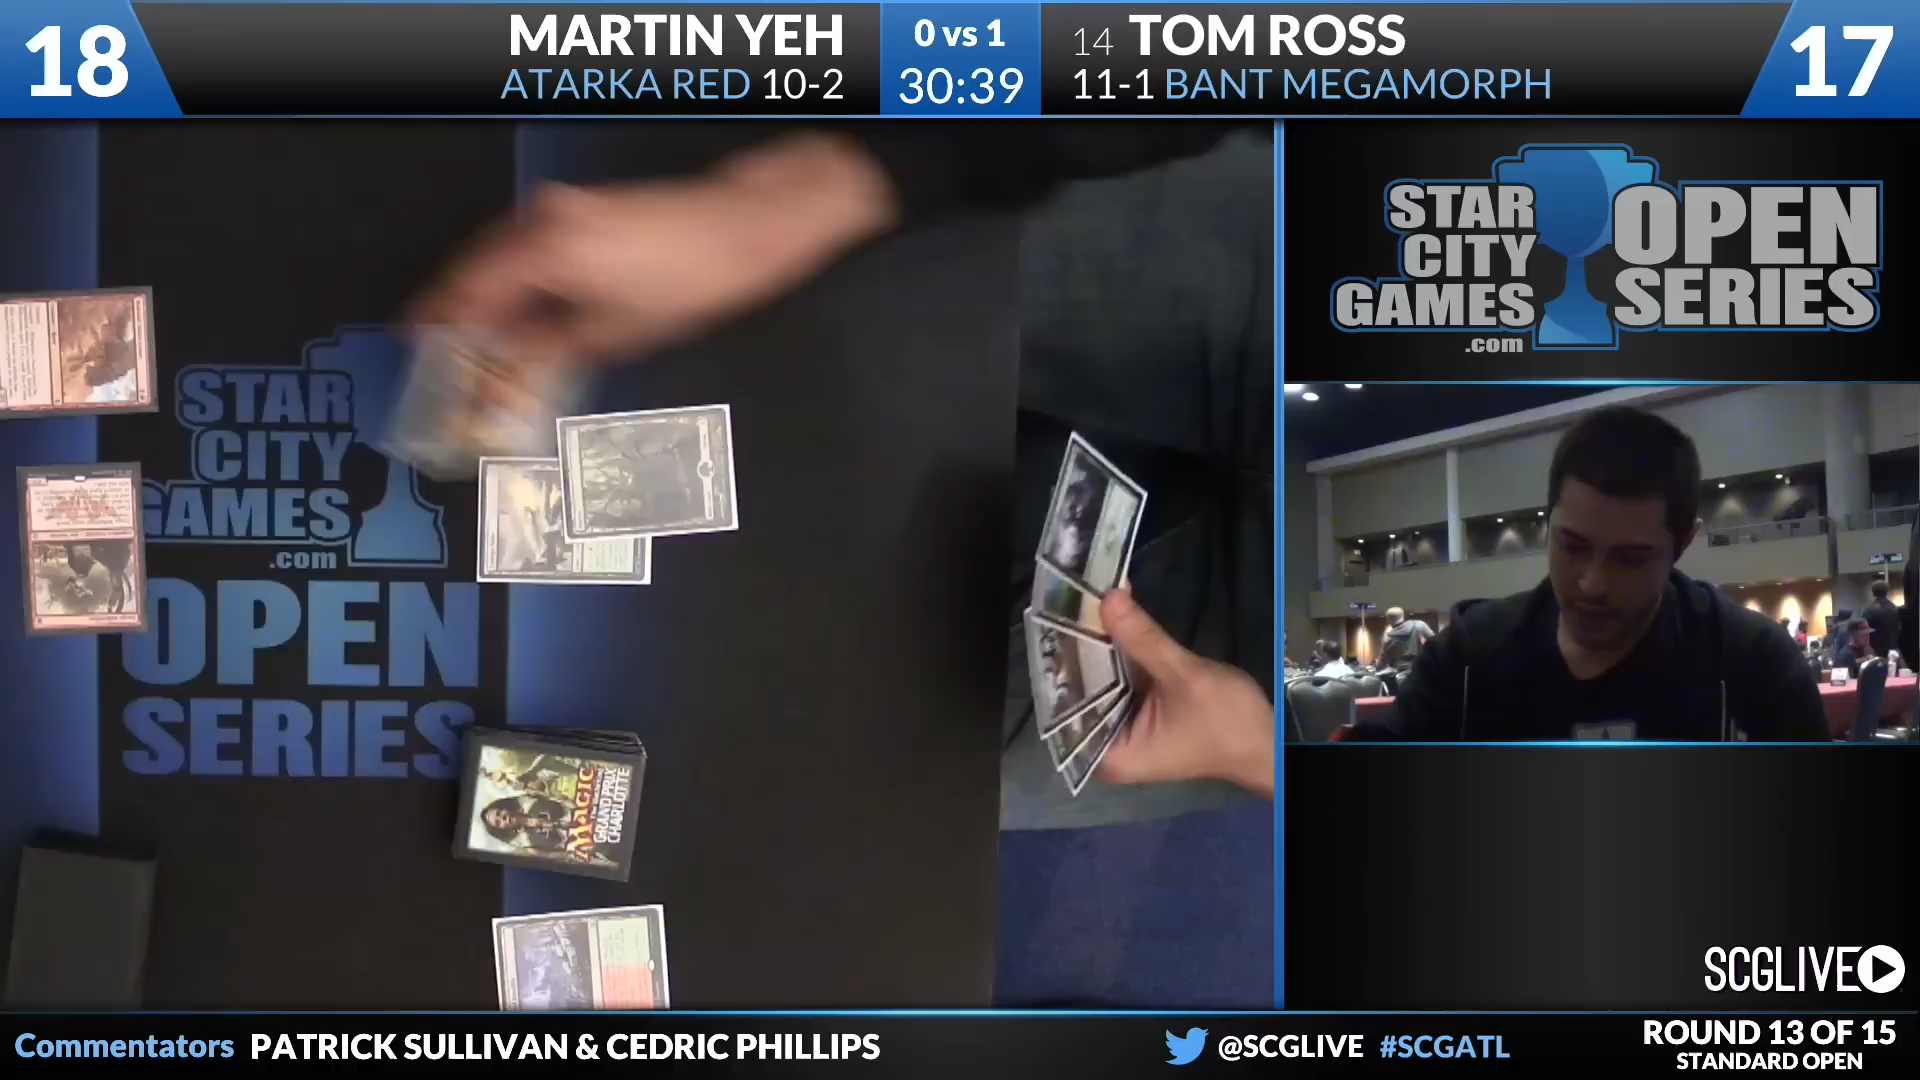 18
MARTIN YEH
ATARKA RED 10-2
0 vs 1
30:39
14 TOM ROSS
11-1 BANT MEGAMORPH
17
STAR
CITY
GAMES
.com
OPEN
SERIES
MAGIC
GRAND PRIX
CHARLOTTE
STAR
CITY
GAMES
.com
OPEN
SERIES
SCGLIVE
Commentators PATRICK SULLIVAN & CEDRIC PHILLIPS
@SCGLIVE #SCGATL
ROUND 13 OF 15
STANDARD OPEN